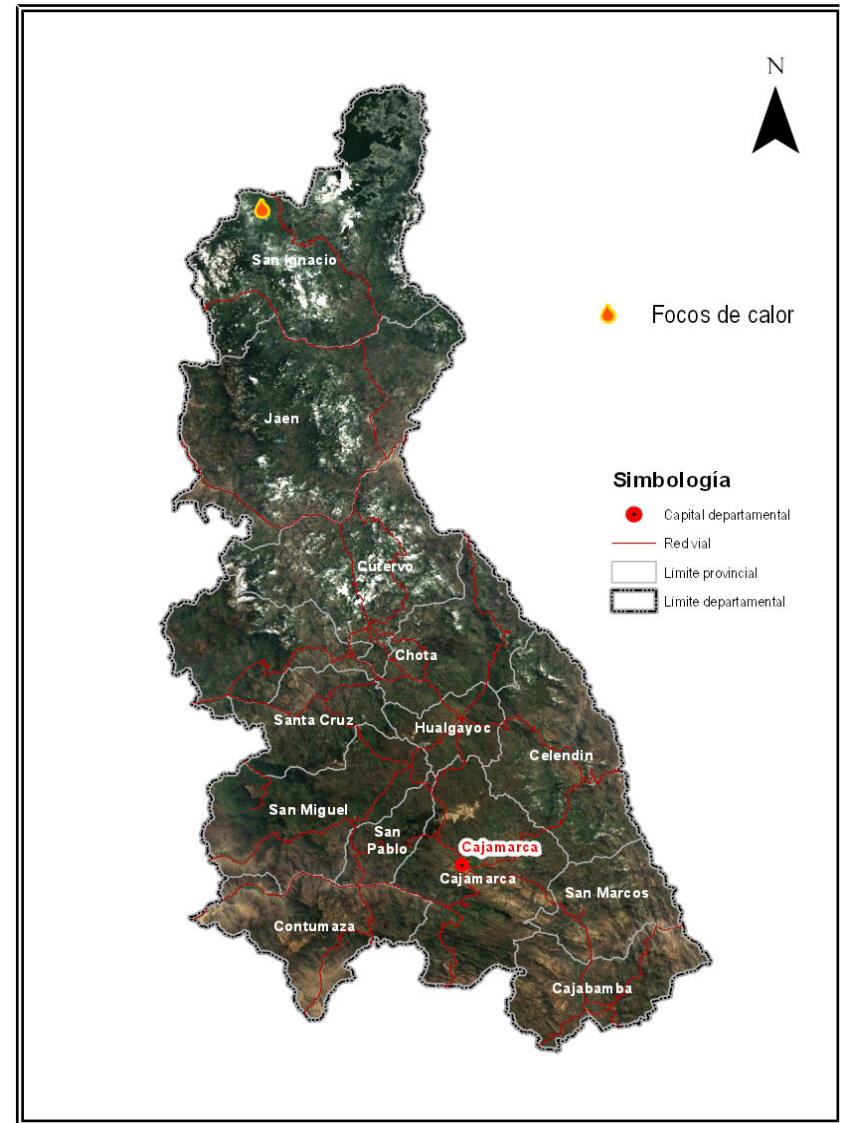 N
San Ignacio
Focos de calor
Jaen
Simbología
Capital departamental
Red vial
Límite provincial
Límite departamental
Cutervo
Chota
Santa Cruz
Hualgayoc
Celendin
San Miguel
San
Pablo
Cajamarca
Cajamarca
San Marcos
Contumaza
Cajabamba